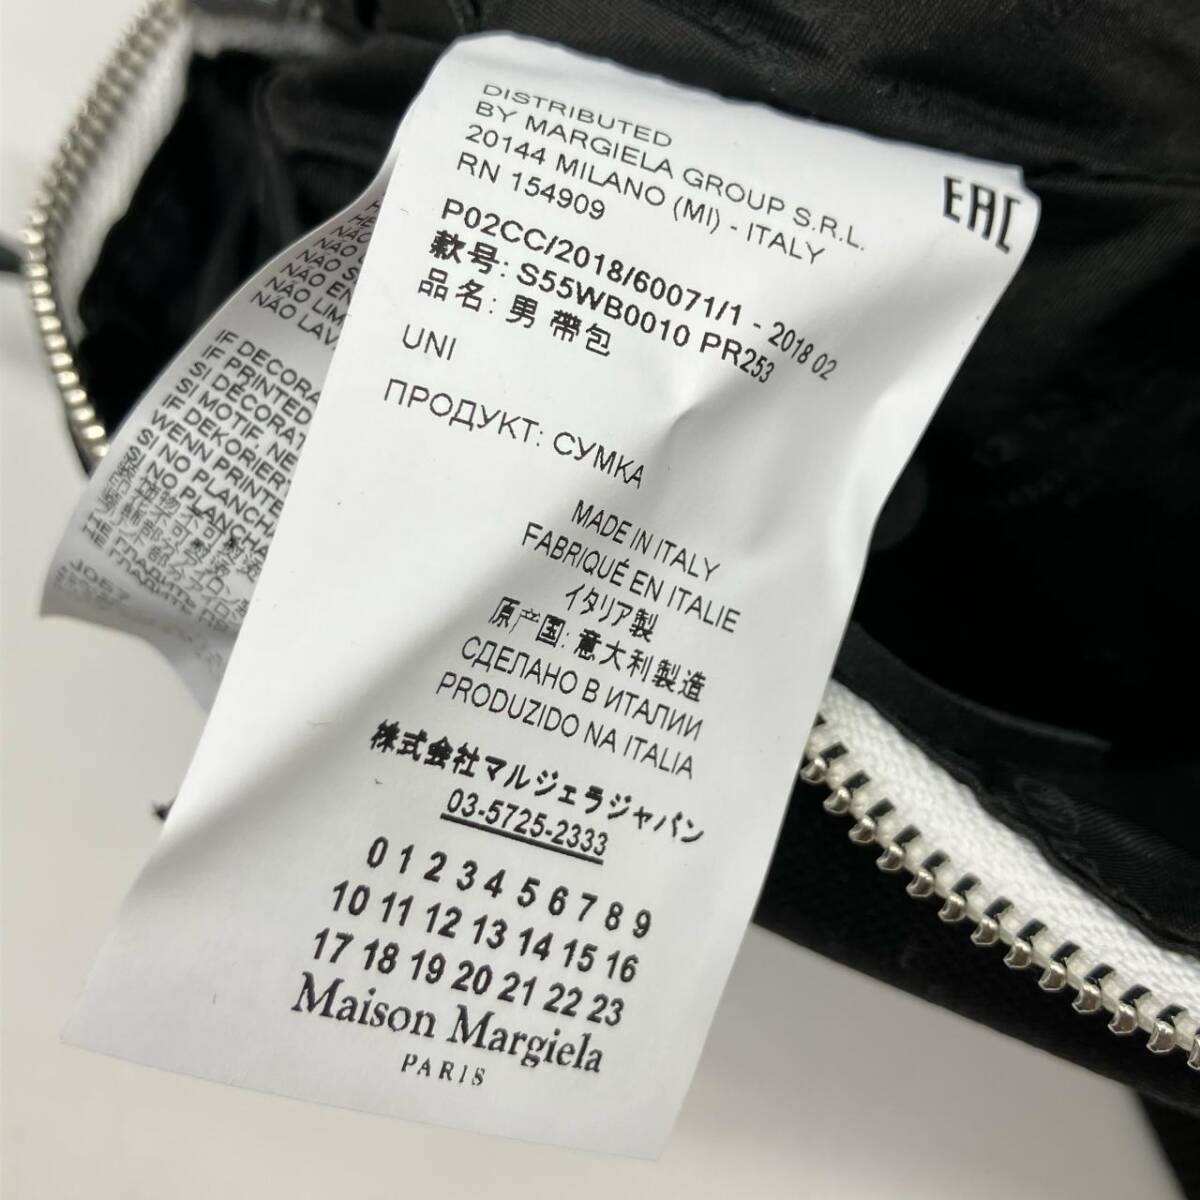 DISTRIBUTED
BY MARGIELA GROUP S.R.L.
20144 MILANO (MI) - ITALY
RN 154909
EAC
P02CC/2018/60071/1 - 2018 02
款号: S55WB0010 PR253
品名: 男 帶包
UNI
ПРОДУКТ: СУМКА
MADE IN ITALY
FABRIQUÉ EN ITALIE
イタリア製
原产国: 意大利製造
СДЕЛАНО В ИТАЛИИ
PRODUZIDO NA ITALIA
株式会社マルジェラジャパン
03-5725-2333
0 1 2 3 4 5 6 7 8 9
10 11 12 13 14 15 16
17 18 19 20 21 22 23
Maison Margiela
PARIS
NÃO
NÃO S
NÃO EN
NÃO LIM
NÃO LAV
IF DECORA
IF PRINTED
SI DÉCORAT
SI MOTIF, NE
IF DEKORIER
WENN PRINTE
SI NO PLANCH
NO PLANCHA